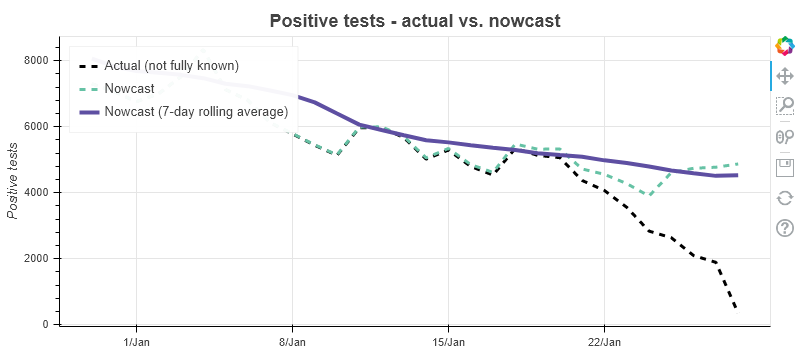 Positive tests - actual vs. nowcast
Actual (not fully known)
Nowcast
Nowcast (7-day rolling average)
Positive tests
8000
6000
4000
2000
0
1/Jan
8/Jan
15/Jan
22/Jan